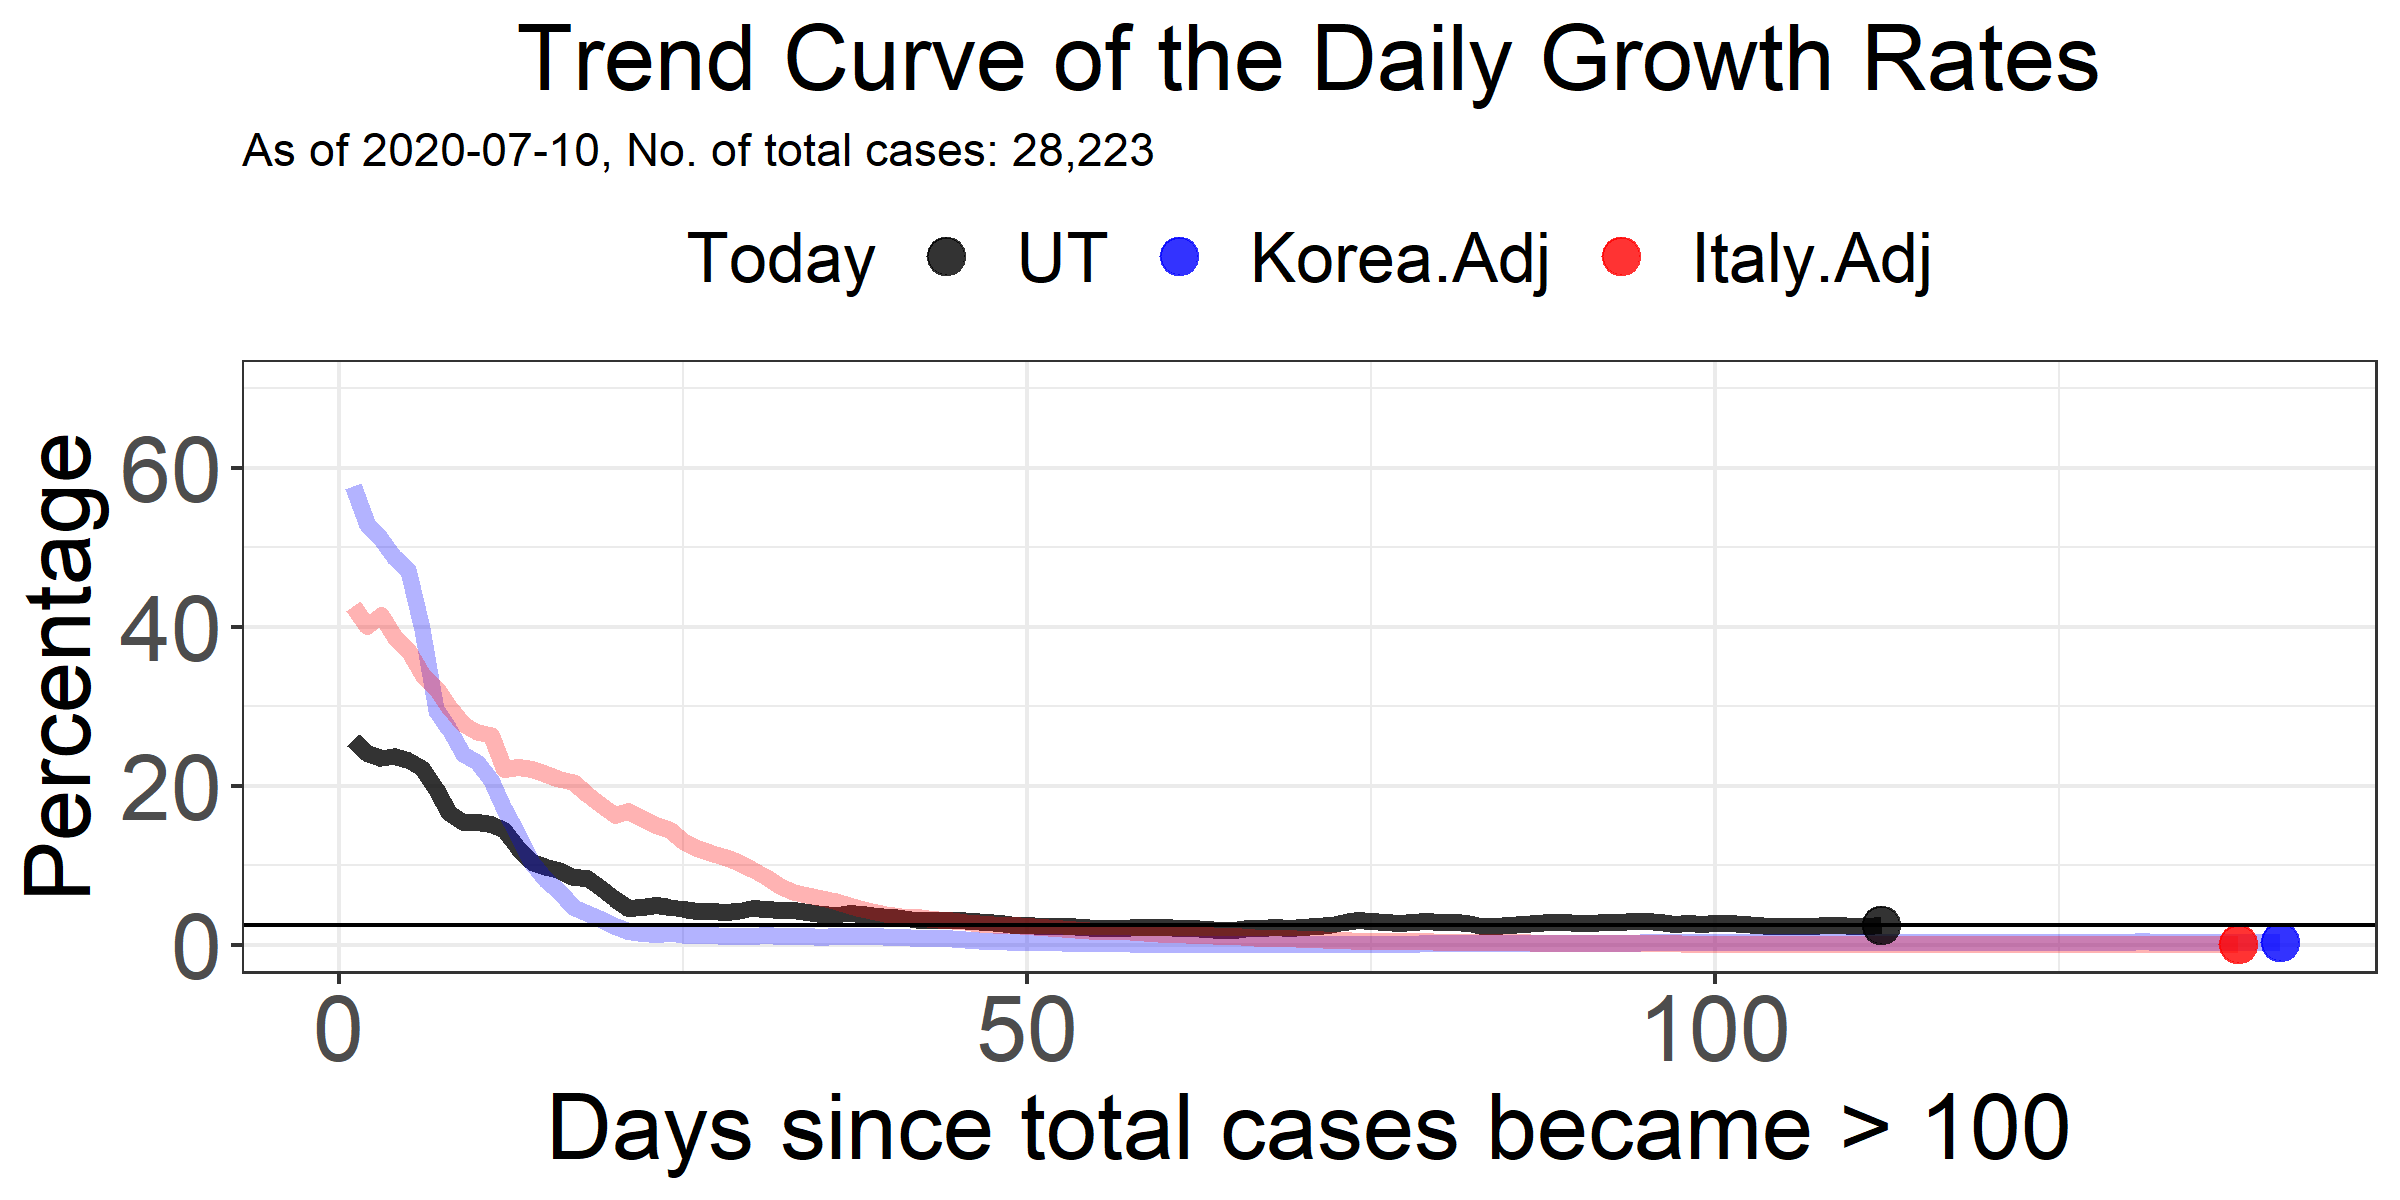 Trend Curve of the Daily Growth Rates
As of 2020-07-10, No. of total cases: 28,223
Today UT Korea.Adj Italy.Adj
Percentage
60
40
20
0
0 50 100
Days since total cases became > 100